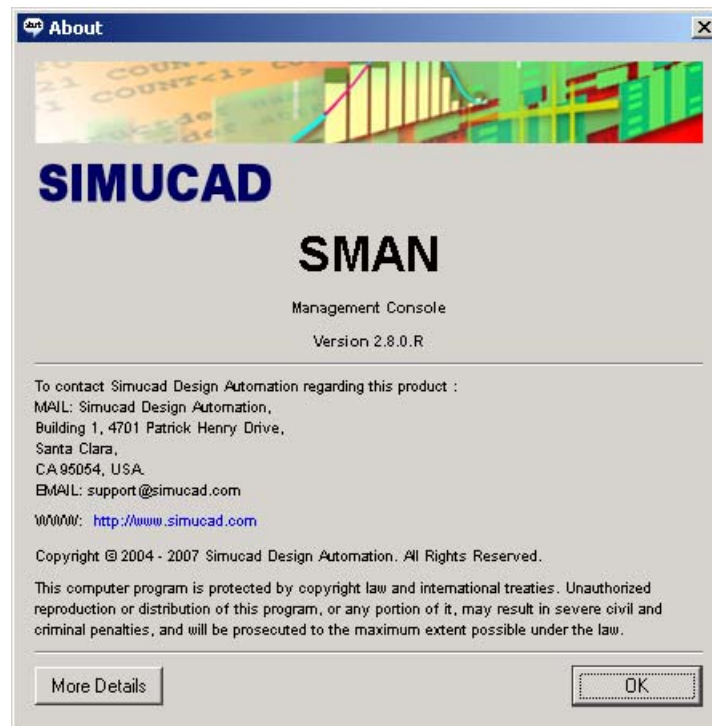 About
21 COUNT
1 COUNT<1>
SIMUCAD
SMAN
Management Console
Version 2.8.0.R
To contact Simucad Design Automation regarding this product :
MAIL: Simucad Design Automation,
Building 1, 4701 Patrick Henry Drive,
Santa Clara,
CA 95054, USA.
EMAIL: support@simucad.com
WWW: http://www.simucad.com
Copyright © 2004 - 2007 Simucad Design Automation. All Rights Reserved.
This computer program is protected by copyright law and international treaties. Unauthorized
reproduction or distribution of this program, or any portion of it, may result in severe civil and
criminal penalties, and will be prosecuted to the maximum extent possible under the law.
More Details
OK